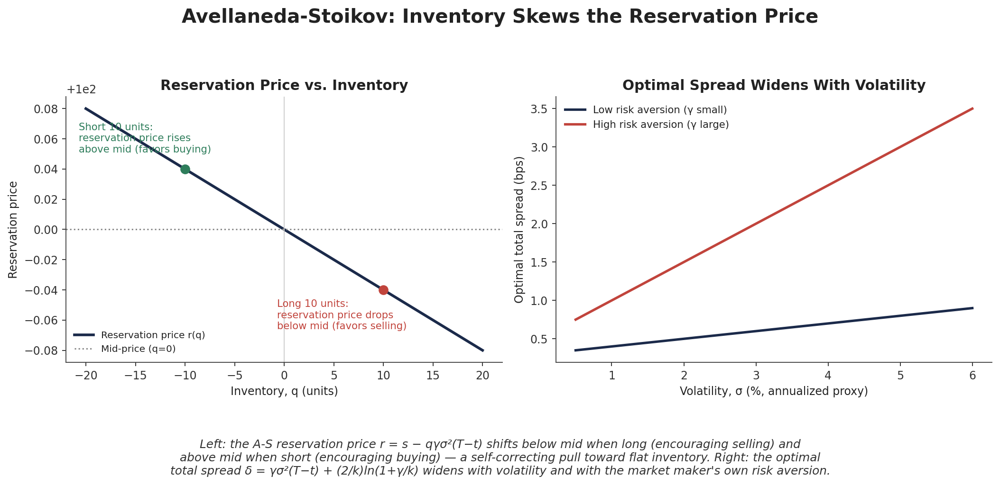 Avellaneda-Stoikov: Inventory Skews the Reservation Price
Reservation Price vs. Inventory
+1e2
0.08
0.06
0.04
0.02
0.00
−0.02
−0.04
−0.06
−0.08
Reservation price
Short 10 units:
reservation price rises
above mid (favors buying)
Long 10 units:
reservation price drops
below mid (favors selling)
Reservation price r(q)
Mid-price (q=0)
−20 −15 −10 −5 0 5 10 15 20
Inventory, q (units)
Optimal Spread Widens With Volatility
Low risk aversion (γ small)
High risk aversion (γ large)
3.5
3.0
2.5
2.0
1.5
1.0
0.5
Optimal total spread (bps)
1 2 3 4 5 6
Volatility, σ (%, annualized proxy)
Left: the A-S reservation price r = s − qγσ²(T−t) shifts below mid when long (encouraging selling) and
above mid when short (encouraging buying) — a self-correcting pull toward flat inventory. Right: the optimal
total spread δ = γσ²(T−t) + (2/k)ln(1+γ/k) widens with volatility and with the market maker's own risk aversion.